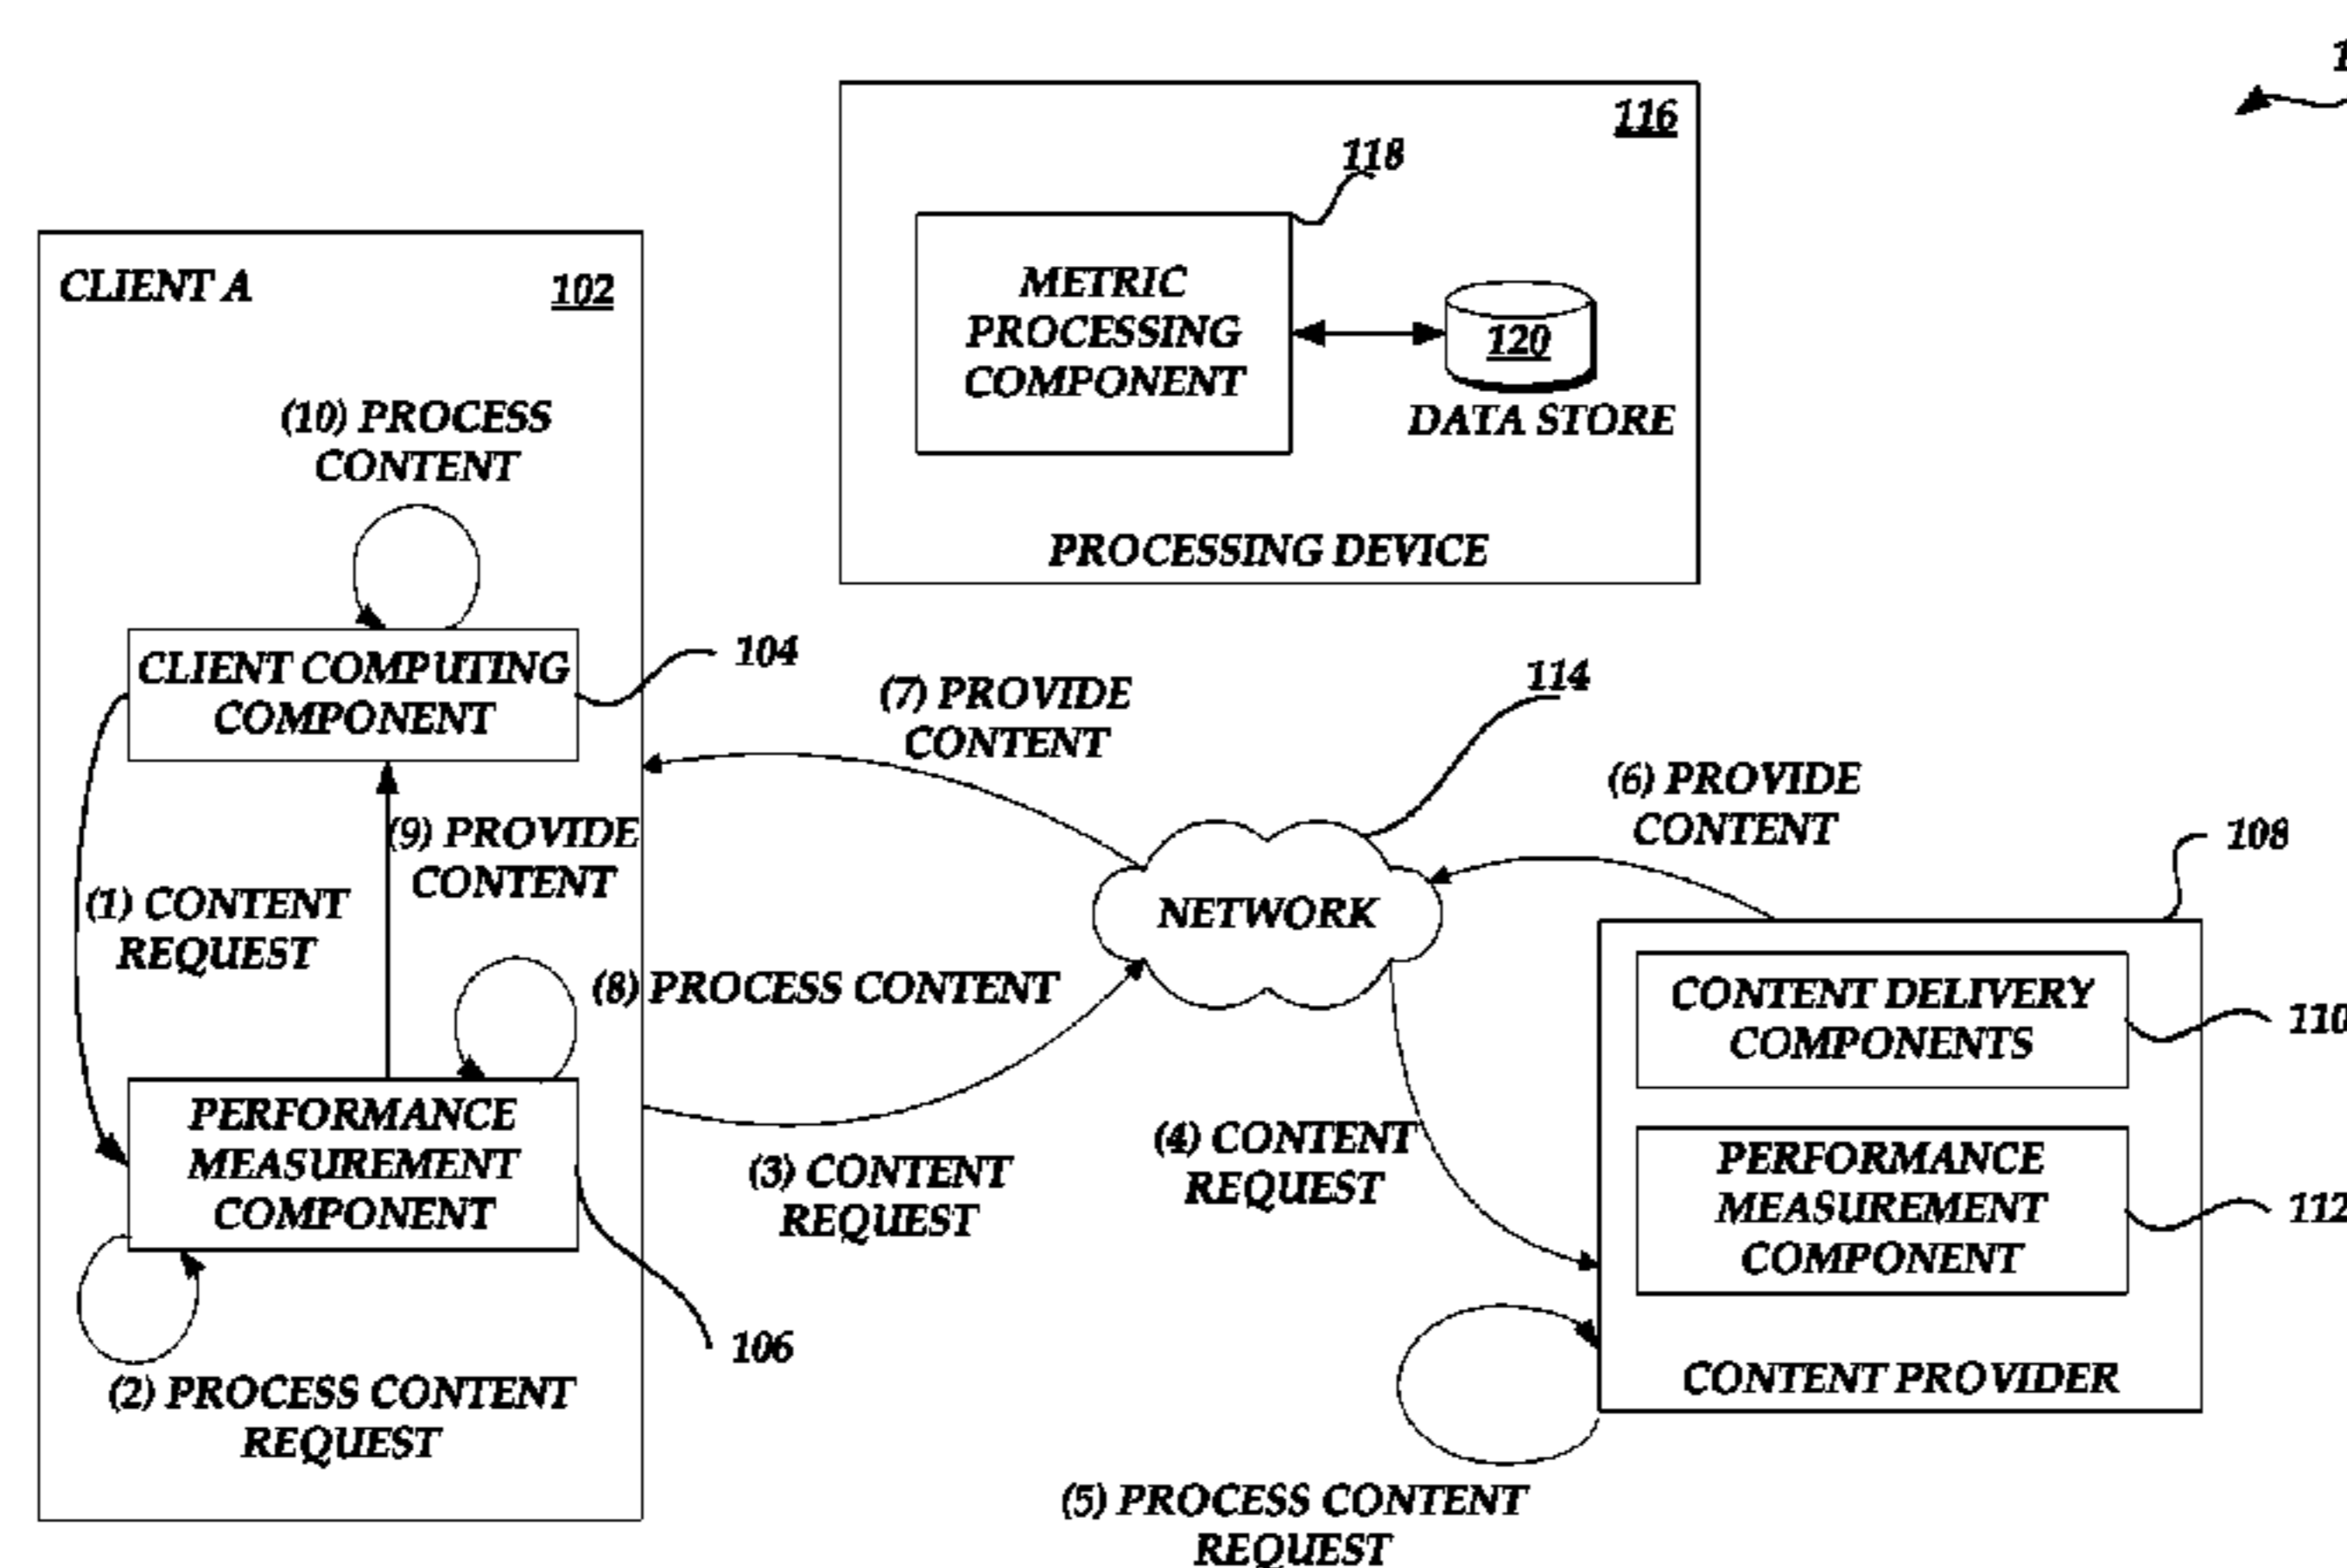 116
118
METRIC
PROCESSING
COMPONENT
120
DATA STORE
PROCESSING DEVICE
CLIENT A
102
(10) PROCESS
CONTENT
CLIENT COMPUTING
COMPONENT
104
(9) PROVIDE
CONTENT
(1) CONTENT
REQUEST
(8) PROCESS CONTENT
PERFORMANCE
MEASUREMENT
COMPONENT
106
(2) PROCESS CONTENT
REQUEST
(7) PROVIDE
CONTENT
114
NETWORK
(3) CONTENT
REQUEST
(4) CONTENT
REQUEST
(6) PROVIDE
CONTENT
108
CONTENT DELIVERY
COMPONENTS
110
PERFORMANCE
MEASUREMENT
COMPONENT
112
CONTENT PROVIDER
(5) PROCESS CONTENT
REQUEST